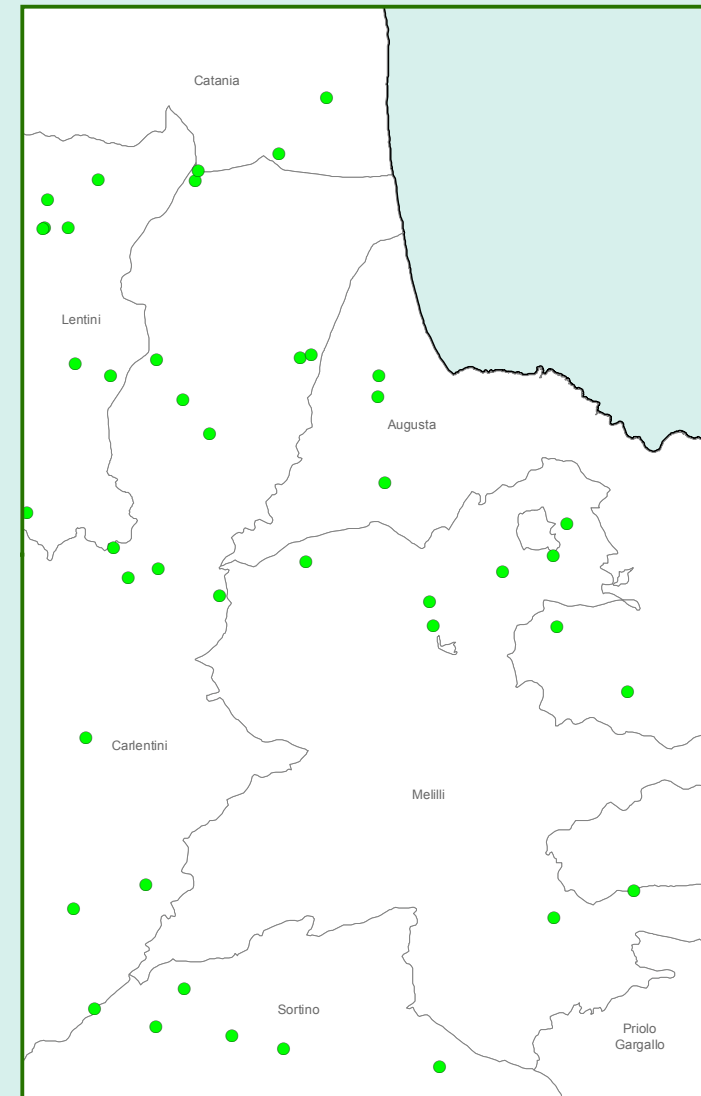 Catania
Lentini
Augusta
Carlentini
Melilli
Sortino
Priolo
Gargallo